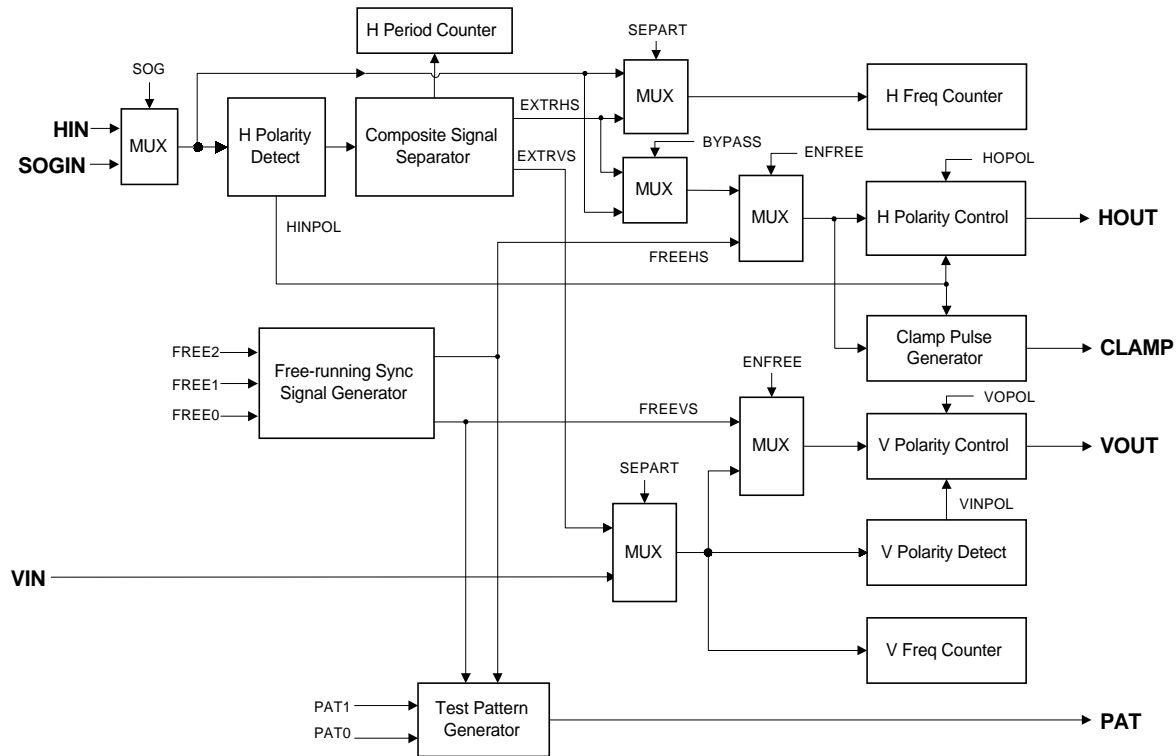 H Period Counter
SEPART
SOG
HIN
SOGIN
MUX
H Polarity
Detect
Composite Signal
Separator
EXTRHS
EXTRVS
MUX
H Freq Counter
BYPASS
MUX
ENFREE
MUX
HOPOL
H Polarity Control
HOUT
HINPOL
FREEHS
Clamp Pulse
Generator
CLAMP
FREE2
FREE1
FREE0
Free-running Sync
Signal Generator
ENFREE
FREEVS
MUX
VOPOL
V Polarity Control
VOUT
SEPART
VINPOL
MUX
V Polarity Detect
VIN
V Freq Counter
PAT1
PAT0
Test Pattern
Generator
PAT